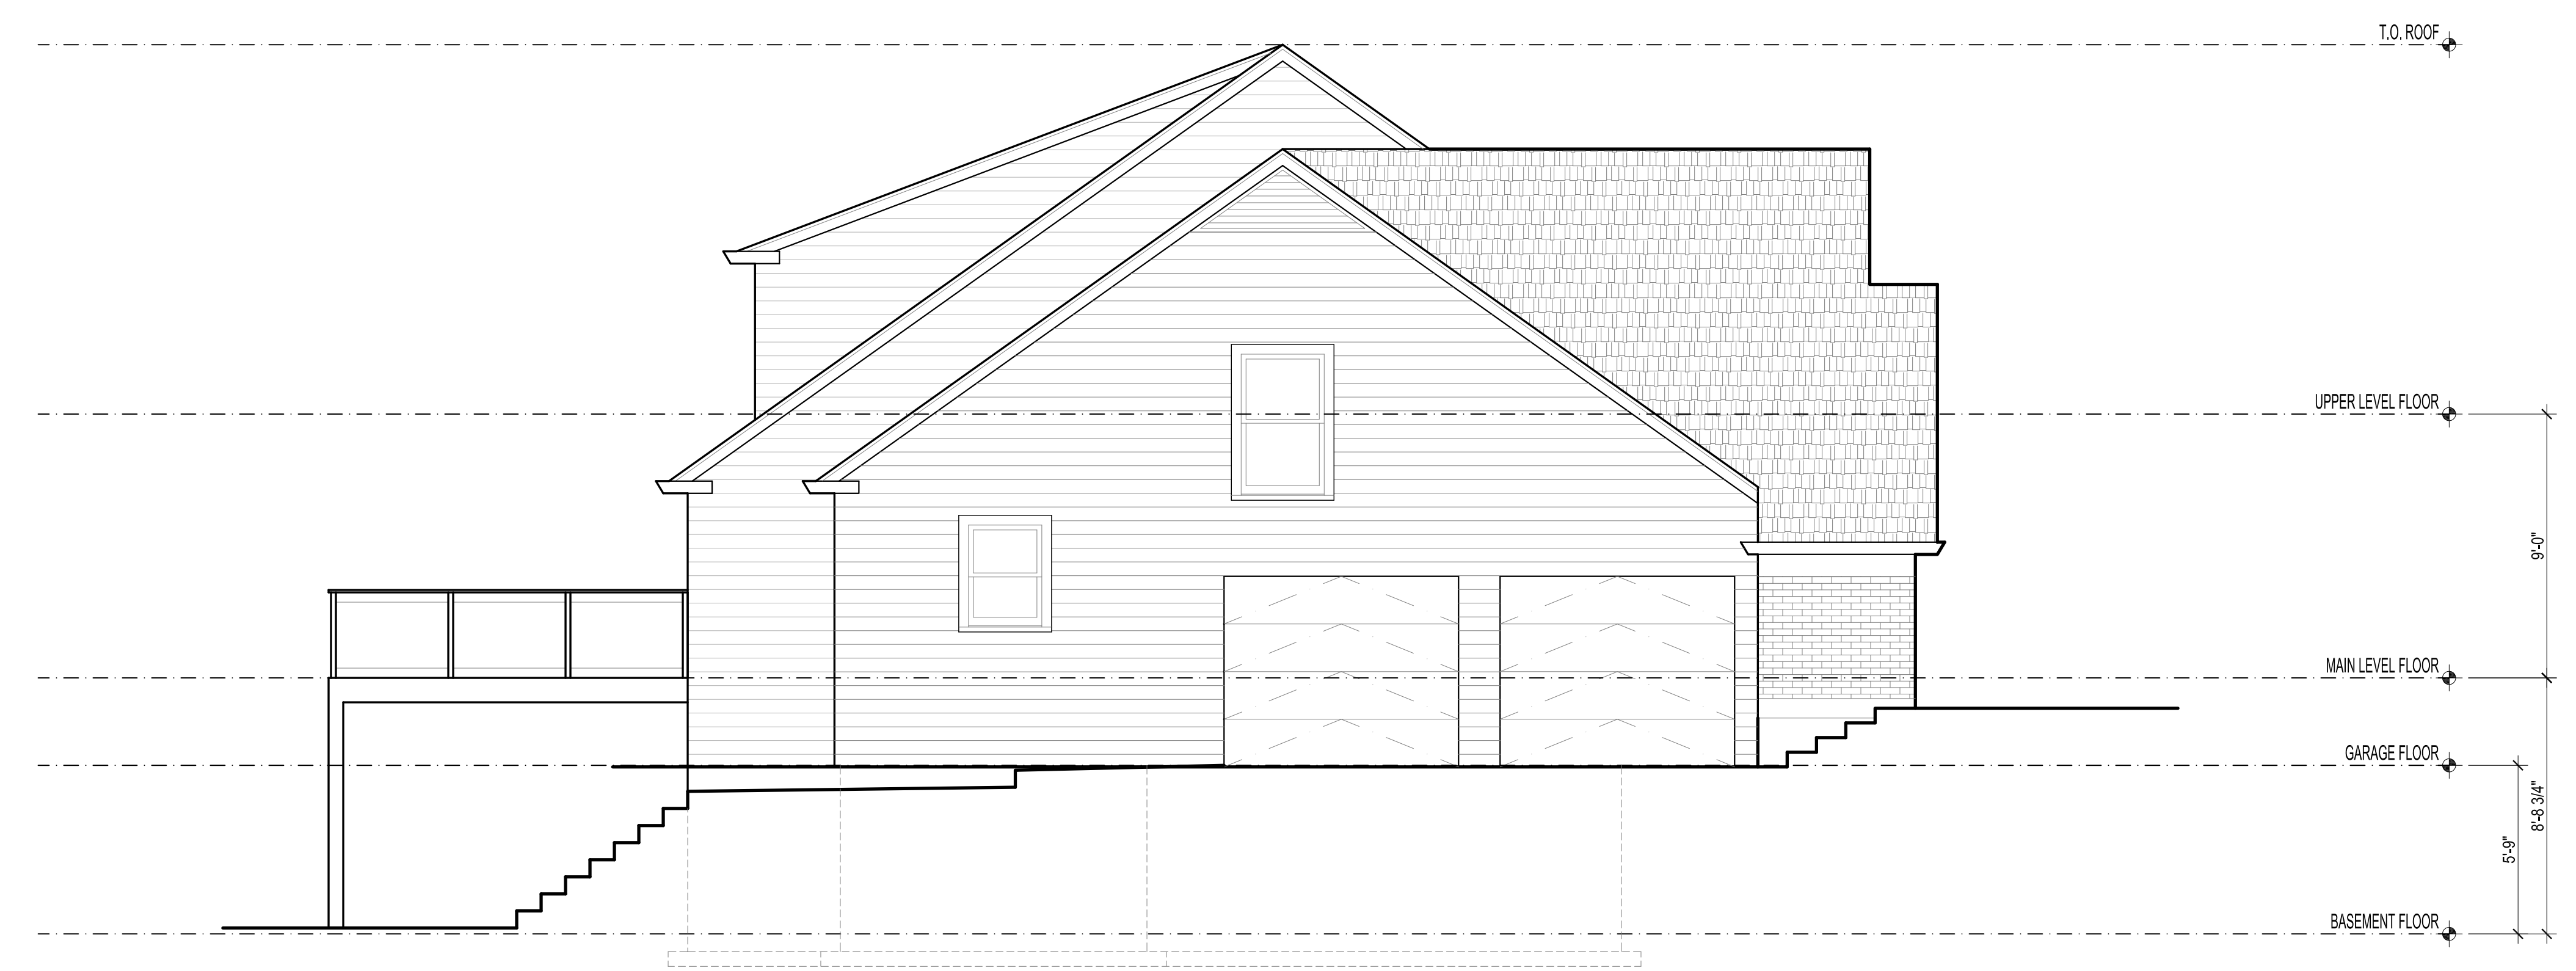 T.O. ROOF
UPPER LEVEL FLOOR
9'-0"
MAIN LEVEL FLOOR
GARAGE FLOOR
8'-8 3/4"
5'-9"
BASEMENT FLOOR